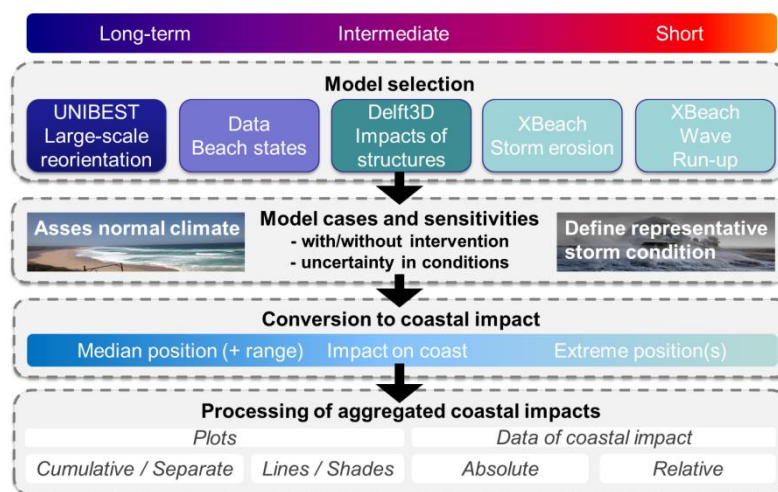 Long-term Intermediate Short
Model selection
UNIBEST
Large-scale
reorientation
Data
Beach states
Delft3D
Impacts of
structures
XBeach
Storm erosion
XBeach
Wave
Run-up
Asses normal climate
Model cases and sensitivities
- with/without intervention
- uncertainty in conditions
Define representative
storm condition
Conversion to coastal impact
Median position (+ range) Impact on coast Extreme position(s)
Processing of aggregated coastal impacts
Plots Data of coastal impact
Cumulative / Separate Lines / Shades Absolute Relative